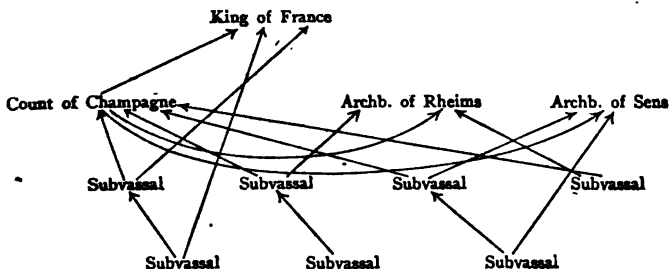 King of France
Count of Champagne Archb. of Rheims Archb. of Sens
Subvassal Subvassal Subvassal Subvassal
Subvassal Subvassal Subvassal